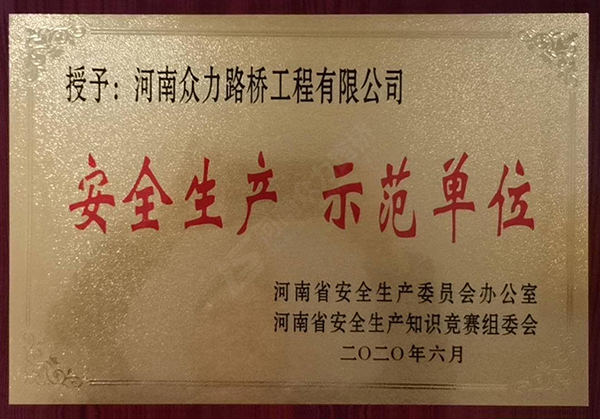 授予：河南众力路桥工程有限公司
安全生产 示范单位
河南省安全生产委员会办公室
河南省安全生产知识竞赛组委会
二〇二〇年六月